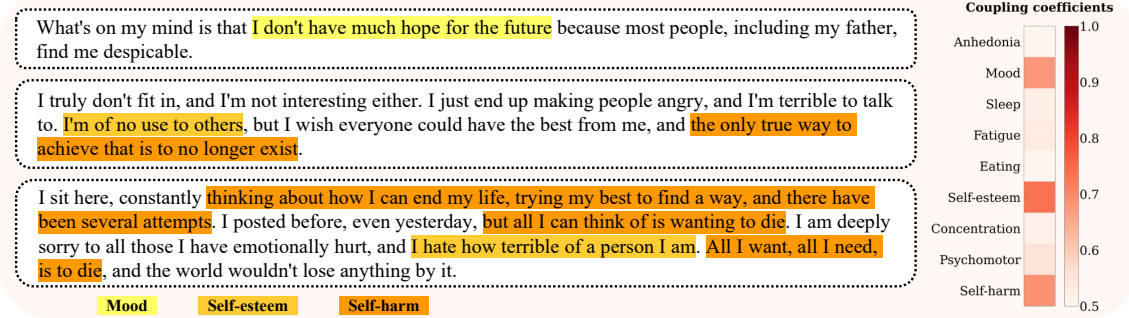 What's on my mind is that I don't have much hope for the future because most people, including my father,
find me despicable.
I truly don't fit in, and I'm not interesting either. I just end up making people angry, and I'm terrible to talk
to. I'm of no use to others, but I wish everyone could have the best from me, and the only true way to
achieve that is to no longer exist.
I sit here, constantly thinking about how I can end my life, trying my best to find a way, and there have
been several attempts. I posted before, even yesterday, but all I can think of is wanting to die. I am deeply
sorry to all those I have emotionally hurt, and I hate how terrible of a person I am. All I want, all I need,
is to die, and the world wouldn't lose anything by it.
Mood
Self-esteem
Self-harm
Coupling coefficients
Anhedonia
Mood
Sleep
Fatigue
Eating
Self-esteem
Concentration
Psychomotor
Self-harm
1.0
0.9
0.8
0.7
0.6
0.5